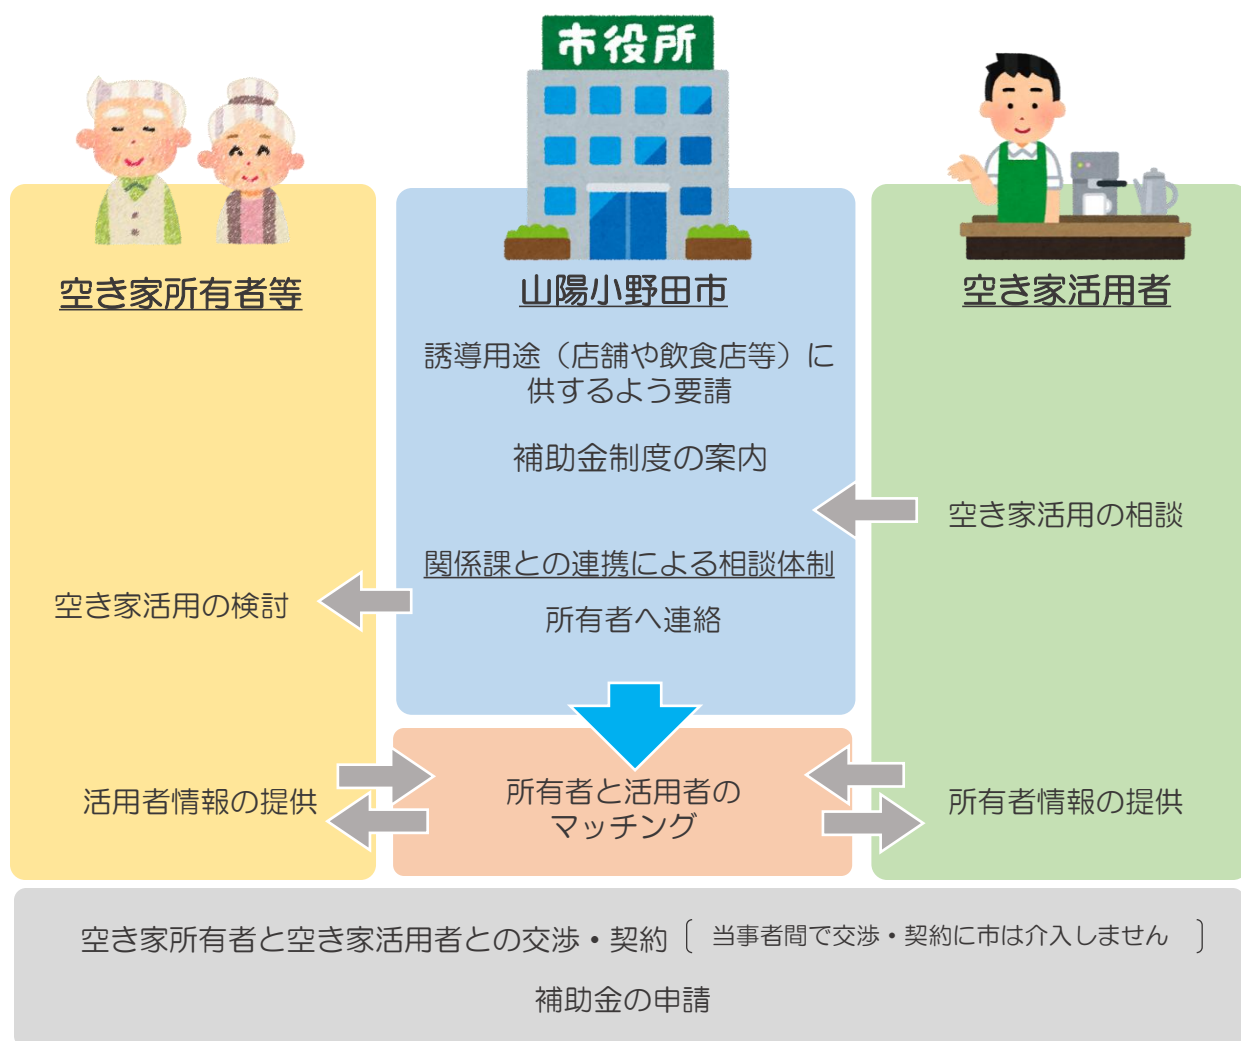 市役所
空き家所有者等
山陽小野田市
空き家活用者
誘導用途（店舗や飲食店等）に
供するよう要請
補助金制度の案内
空き家活用の相談
関係課との連携による相談体制
空き家活用の検討
所有者へ連絡
活用者情報の提供
所有者と活用者の
マッチング
所有者情報の提供
空き家所有者と空き家活用者との交渉・契約〔 当事者間で交渉・契約に市は介入しません 〕
補助金の申請